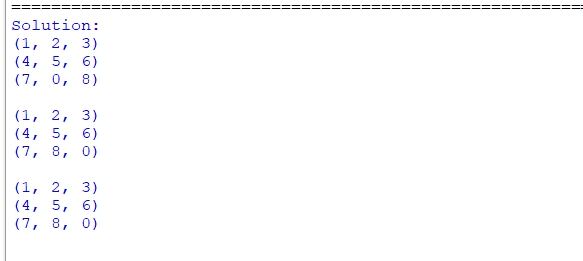 Solution:
(1, 2, 3)
(4, 5, 6)
(7, 0, 8)
(1, 2, 3)
(4, 5, 6)
(7, 8, 0)
(1, 2, 3)
(4, 5, 6)
(7, 8, 0)